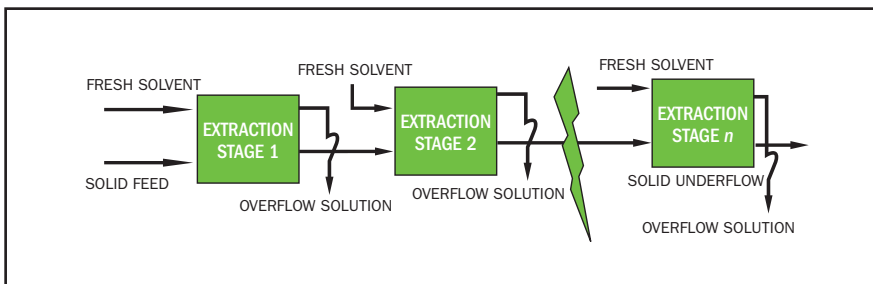 FRESH SOLVENT
SOLID FEED
EXTRACTION
STAGE 1
OVERFLOW SOLUTION
FRESH SOLVENT
EXTRACTION
STAGE 2
OVERFLOW SOLUTION
FRESH SOLVENT
EXTRACTION
STAGE n
SOLID UNDERFLOW
OVERFLOW SOLUTION